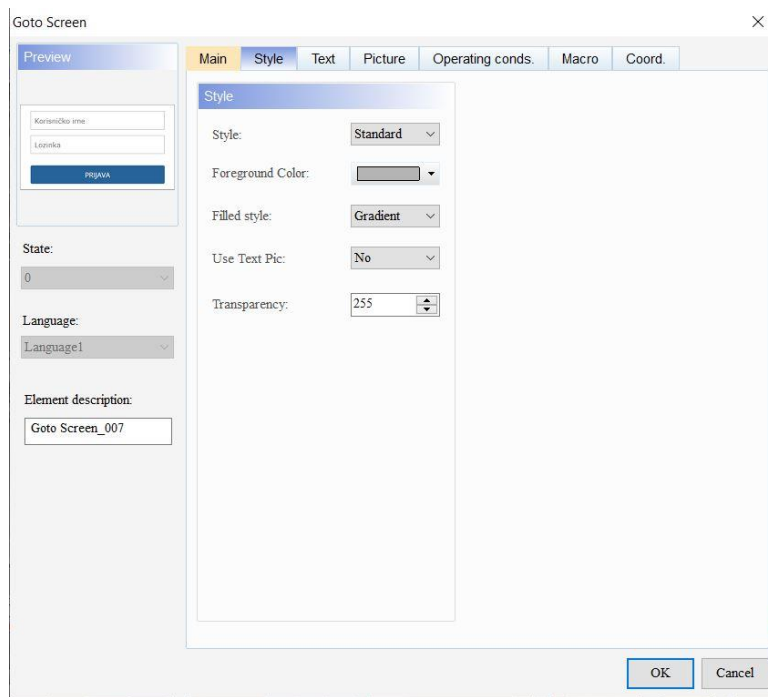 Goto Screen
Preview
Korisničko ime
Lozinka
PRIJAVA
State:
0
Language:
Language1
Element description:
Goto Screen_007
Main Style Text Picture Operating conds. Macro Coord.
Style
Style: Standard
Foreground Color:
Filled style: Gradient
Use Text Pic: No
Transparency: 255
OK Cancel